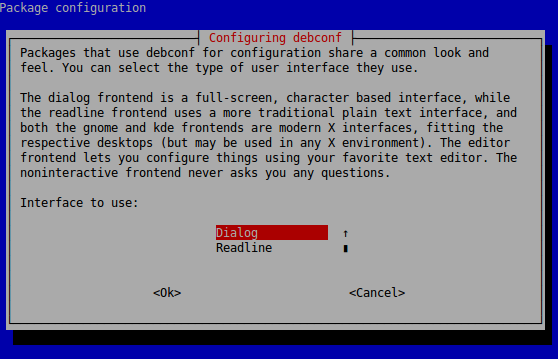 Package configuration
Configuring debconf
Packages that use debconf for configuration share a common look and
feel. You can select the type of user interface they use.
The dialog frontend is a full-screen, character based interface, while
the readline frontend uses a more traditional plain text interface, and
both the gnome and kde frontends are modern X interfaces, fitting the
respective desktops (but may be used in any X environment). The editor
frontend lets you configure things using your favorite text editor. The
noninteractive frontend never asks you any questions.
Interface to use:
Dialog ↑
Readline
<Ok> <Cancel>